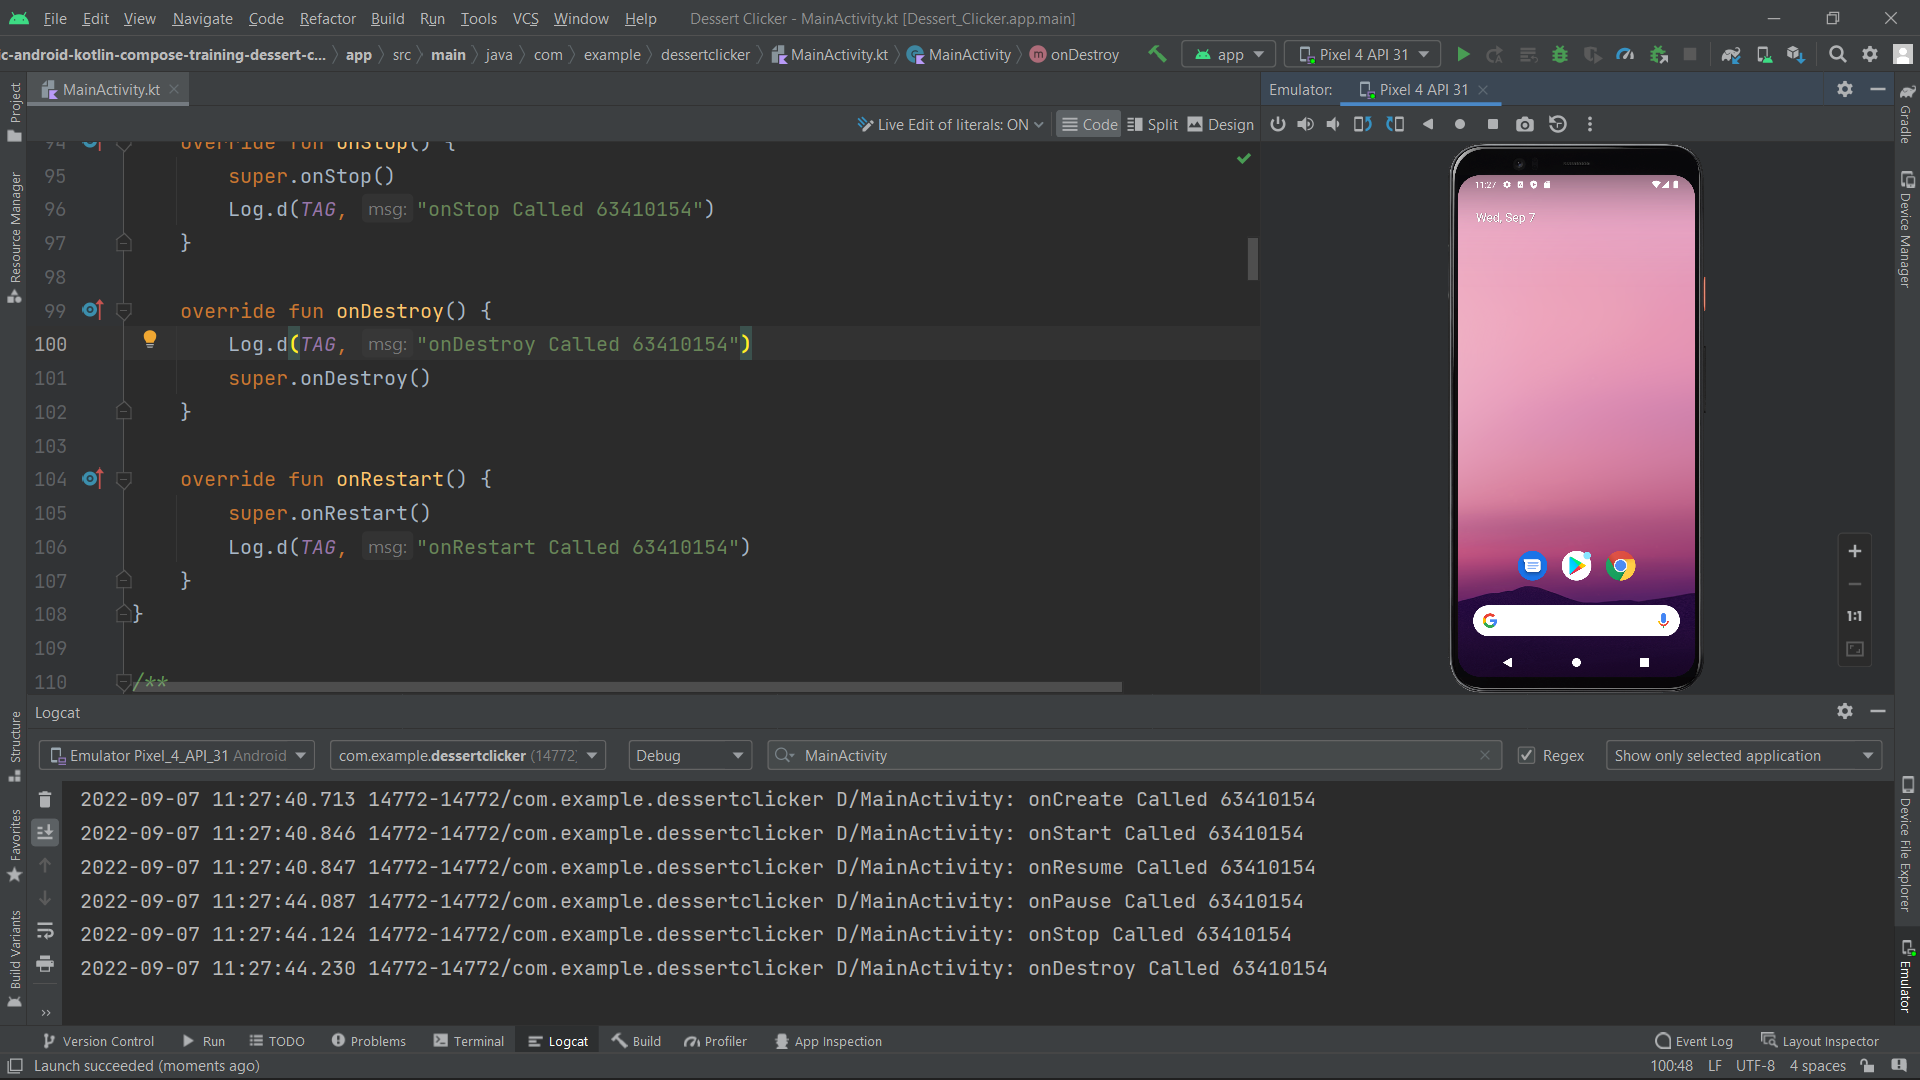 File Edit View Navigate Code Refactor Build Run Tools VCS Window Help Dessert Clicker - MainActivity.kt [Dessert_Clicker.app.main]
c-android-kotlin-compose-training-dessert-c... app src main java com example dessertclicker MainActivity.kt MainActivity onDestroy app Pixel 4 API 31
MainActivity.kt
Emulator: Pixel 4 API 31
Live Edit of literals: ON Code Split Design
94 override fun onStop() {
95 super.onStop()
96 Log.d(TAG, msg: "onStop Called 63410154")
97 }
98
99 override fun onDestroy() {
100 Log.d(TAG, msg: "onDestroy Called 63410154")
101 super.onDestroy()
102 }
103
104 override fun onRestart() {
105 super.onRestart()
106 Log.d(TAG, msg: "onRestart Called 63410154")
107 }
108 }
109
110 /**
11:27
Wed, Sep 7
1:1
Project
Resource Manager
Structure
Favorites
Build Variants
Gradle
Device Manager
Device File Explorer
Emulator
Logcat
Emulator Pixel_4_API_31 Android com.example.dessertclicker (14772) Debug MainActivity Regex Show only selected application
2022-09-07 11:27:40.713 14772-14772/com.example.dessertclicker D/MainActivity: onCreate Called 63410154
2022-09-07 11:27:40.846 14772-14772/com.example.dessertclicker D/MainActivity: onStart Called 63410154
2022-09-07 11:27:40.847 14772-14772/com.example.dessertclicker D/MainActivity: onResume Called 63410154
2022-09-07 11:27:44.087 14772-14772/com.example.dessertclicker D/MainActivity: onPause Called 63410154
2022-09-07 11:27:44.124 14772-14772/com.example.dessertclicker D/MainActivity: onStop Called 63410154
2022-09-07 11:27:44.230 14772-14772/com.example.dessertclicker D/MainActivity: onDestroy Called 63410154
Version Control Run TODO Problems Terminal Logcat Build Profiler App Inspection Event Log Layout Inspector
Launch succeeded (moments ago) 100:48 LF UTF-8 4 spaces